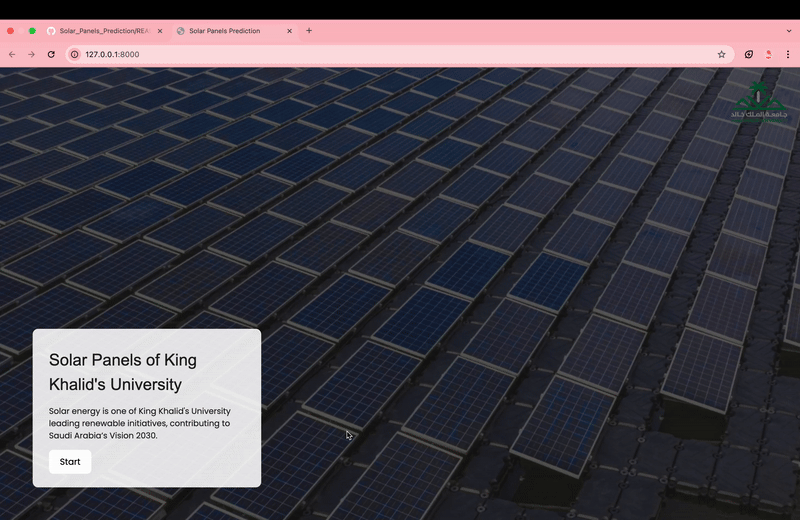 Solar_Panels_Prediction/REA
Solar Panels Prediction
127.0.0.1:8000
جامعة الملك خالد
Solar Panels of King
Khalid's University
Solar energy is one of King Khalid's University
leading renewable initiatives, contributing to
Saudi Arabia's Vision 2030.
Start